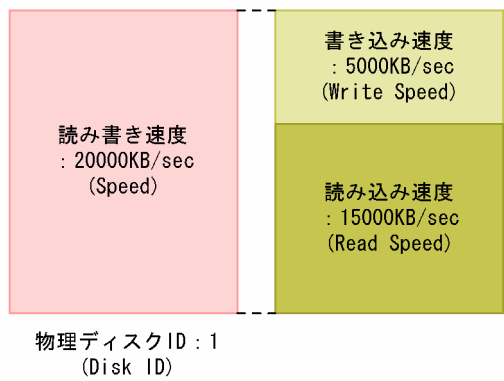 読み書き速度
：20000KB/sec
(Speed)
書き込み速度
：5000KB/sec
(Write Speed)
読み込み速度
：15000KB/sec
(Read Speed)
物理ディスクID：1
(Disk ID)